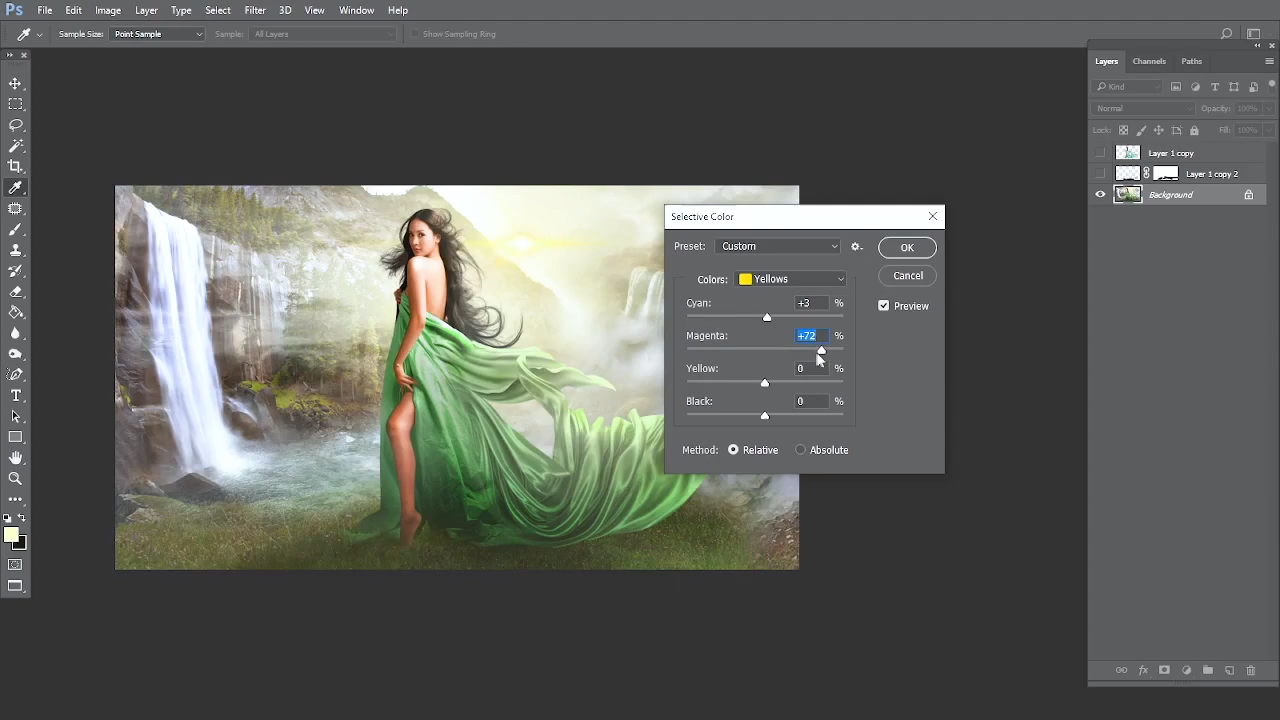 Ps File Edit Image Layer Type Select Filter 3D View Window Help
Sample Size: Point Sample Sample: All Layers Show Sampling Ring
Layers Channels Paths
Kind
Normal Opacity: 100%
Lock: Fill: 100%
Layer 1 copy
Layer 1 copy 2
Background
Selective Color
Preset: Custom OK
Colors: Yellows Cancel
Cyan: +3 %
Preview
Magenta: +72 %
Yellow: 0 %
Black: 0 %
Method: Relative Absolute
T
fx